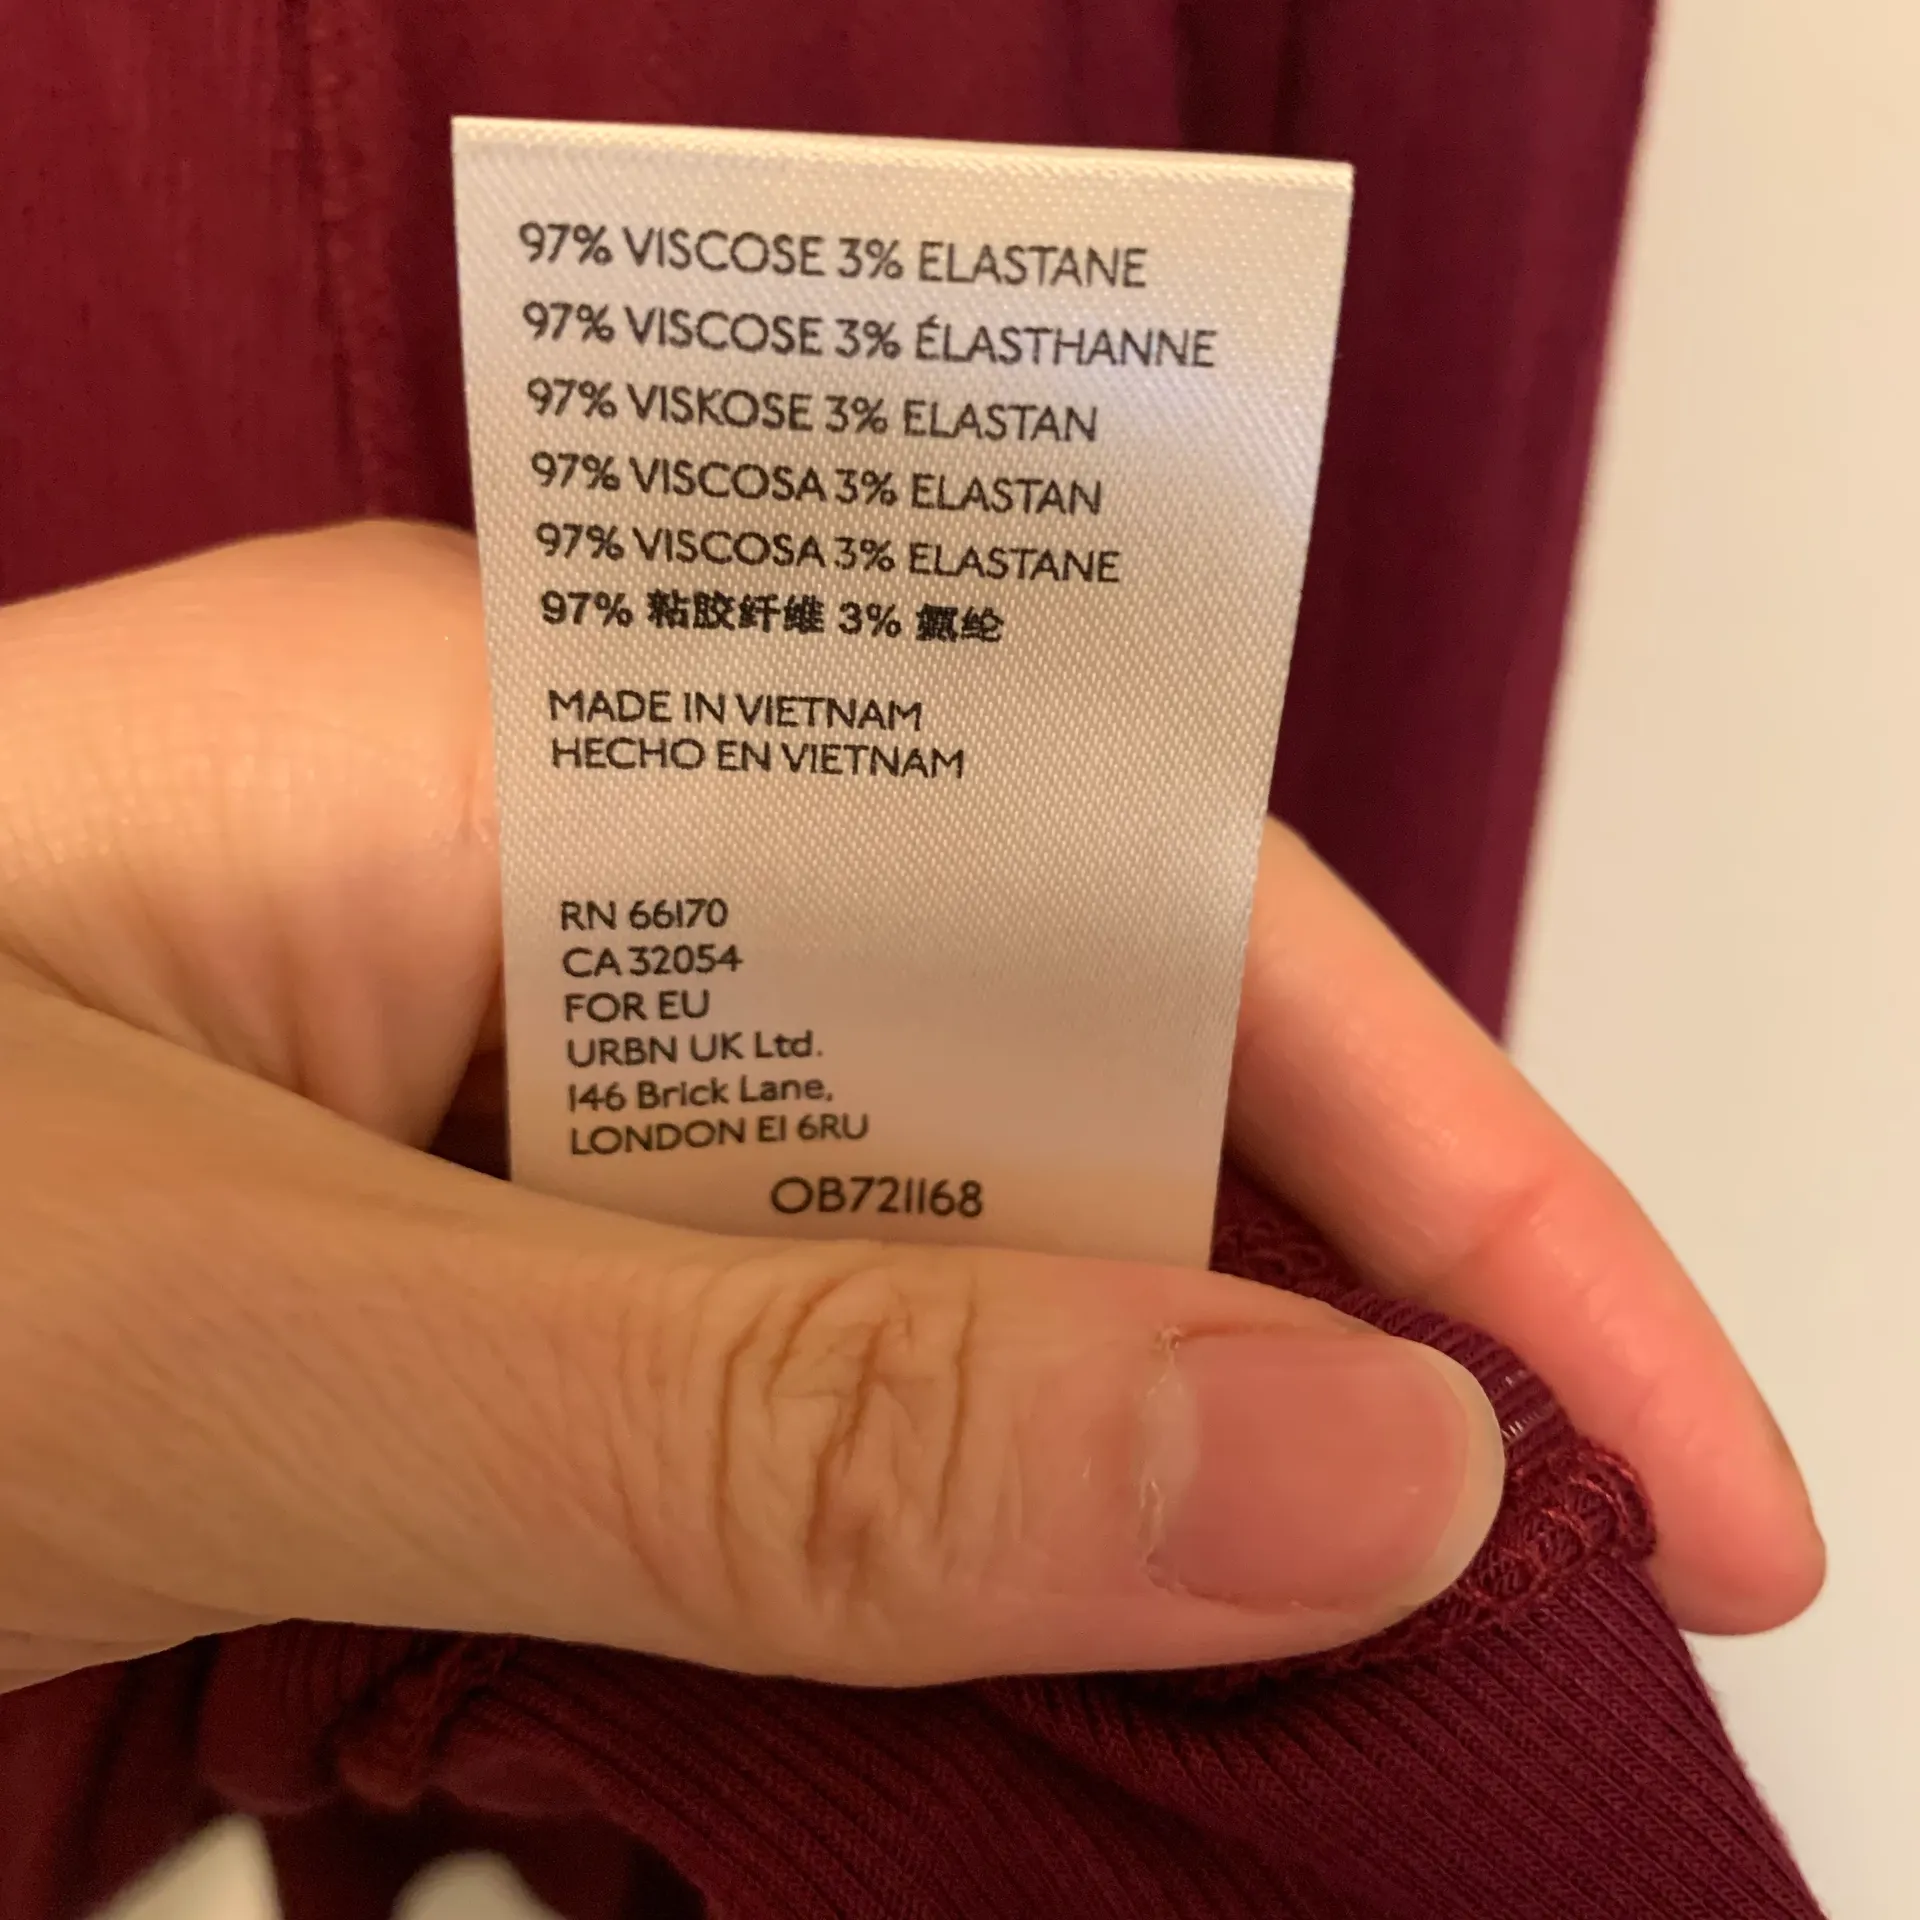 97% VISCOSE 3% ELASTANE
97% VISCOSE 3% ÉLASTHANNE
97% VISKOSE 3% ELASTAN
97% VISCOSA 3% ELASTAN
97% VISCOSA 3% ELASTANE
97% 粘胶纤维 3% 氨纶
MADE IN VIETNAM
HECHO EN VIETNAM
RN 66170
CA 32054
FOR EU
URBN UK Ltd.
146 Brick Lane,
LONDON E1 6RU
OB721168